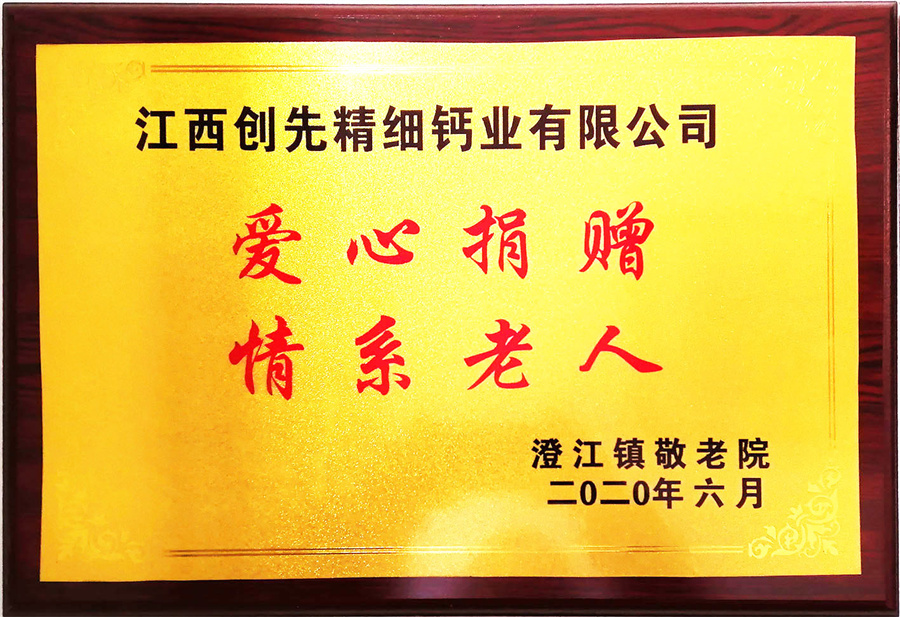 江西创先精细钙业有限公司
爱心捐赠
情系老人
澄江镇敬老院
二0二0年六月